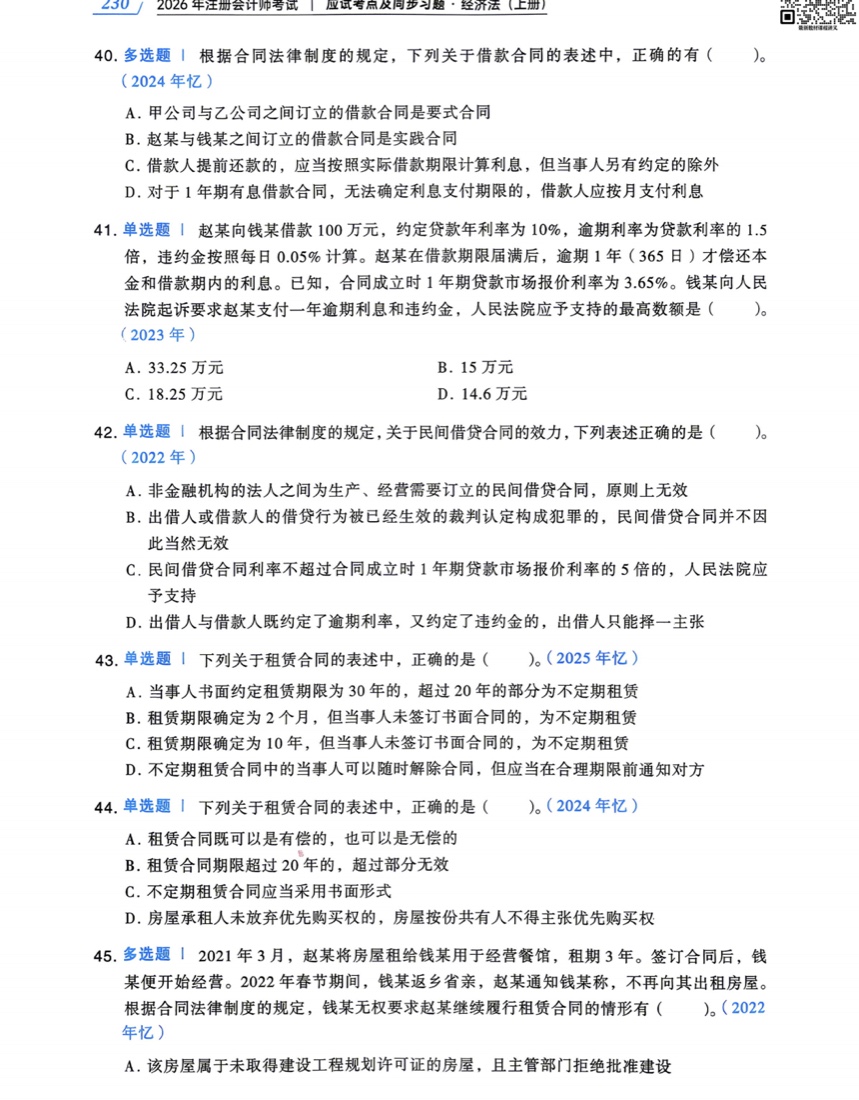 230 2026 年注册会计师考试 | 应试考点及同步习题 · 经济法（上册）
40. 多选题 | 根据合同法律制度的规定，下列关于借款合同的表述中，正确的有（　　）。
（2024 年忆）
A. 甲公司与乙公司之间订立的借款合同是要式合同
B. 赵某与钱某之间订立的借款合同是实践合同
C. 借款人提前还款的，应当按照实际借款期限计算利息，但当事人另有约定的除外
D. 对于 1 年期有息借款合同，无法确定利息支付期限的，借款人应按月支付利息
41. 单选题 | 赵某向钱某借款 100 万元，约定贷款年利率为 10%，逾期利率为贷款利率的 1.5
倍，违约金按照每日 0.05% 计算。赵某在借款期限届满后，逾期 1 年（365 日）才偿还本
金和借款期内的利息。已知，合同成立时 1 年期贷款市场报价利率为 3.65%。钱某向人民
法院起诉要求赵某支付一年逾期利息和违约金，人民法院应予支持的最高数额是（　　）。
（2023 年）
A. 33.25 万元 B. 15 万元
C. 18.25 万元 D. 14.6 万元
42. 单选题 | 根据合同法律制度的规定，关于民间借贷合同的效力，下列表述正确的是（　　）。
（2022 年）
A. 非金融机构的法人之间为生产、经营需要订立的民间借贷合同，原则上无效
B. 出借人或借款人的借贷行为被已经生效的裁判认定构成犯罪的，民间借贷合同并不因
此当然无效
C. 民间借贷合同利率不超过合同成立时 1 年期贷款市场报价利率的 5 倍的，人民法院应
予支持
D. 出借人与借款人既约定了逾期利率，又约定了违约金的，出借人只能择一主张
43. 单选题 | 下列关于租赁合同的表述中，正确的是（　　）。（2025 年忆）
A. 当事人书面约定租赁期限为 30 年的，超过 20 年的部分为不定期租赁
B. 租赁期限确定为 2 个月，但当事人未签订书面合同的，为不定期租赁
C. 租赁期限确定为 10 年，但当事人未签订书面合同的，为不定期租赁
D. 不定期租赁合同中的当事人可以随时解除合同，但应当在合理期限前通知对方
44. 单选题 | 下列关于租赁合同的表述中，正确的是（　　）。（2024 年忆）
A. 租赁合同既可以是有偿的，也可以是无偿的
B. 租赁合同期限超过 20 年的，超过部分无效
C. 不定期租赁合同应当采用书面形式
D. 房屋承租人未放弃优先购买权的，房屋按份共有人不得主张优先购买权
45. 多选题 | 2021 年 3 月，赵某将房屋租给钱某用于经营餐馆，租期 3 年。签订合同后，钱
某便开始经营。2022 年春节期间，钱某返乡省亲，赵某通知钱某称，不再向其出租房屋。
根据合同法律制度的规定，钱某无权要求赵某继续履行租赁合同的情形有（　　）。（2022
年忆）
A. 该房屋属于未取得建设工程规划许可证的房屋，且主管部门拒绝批准建设